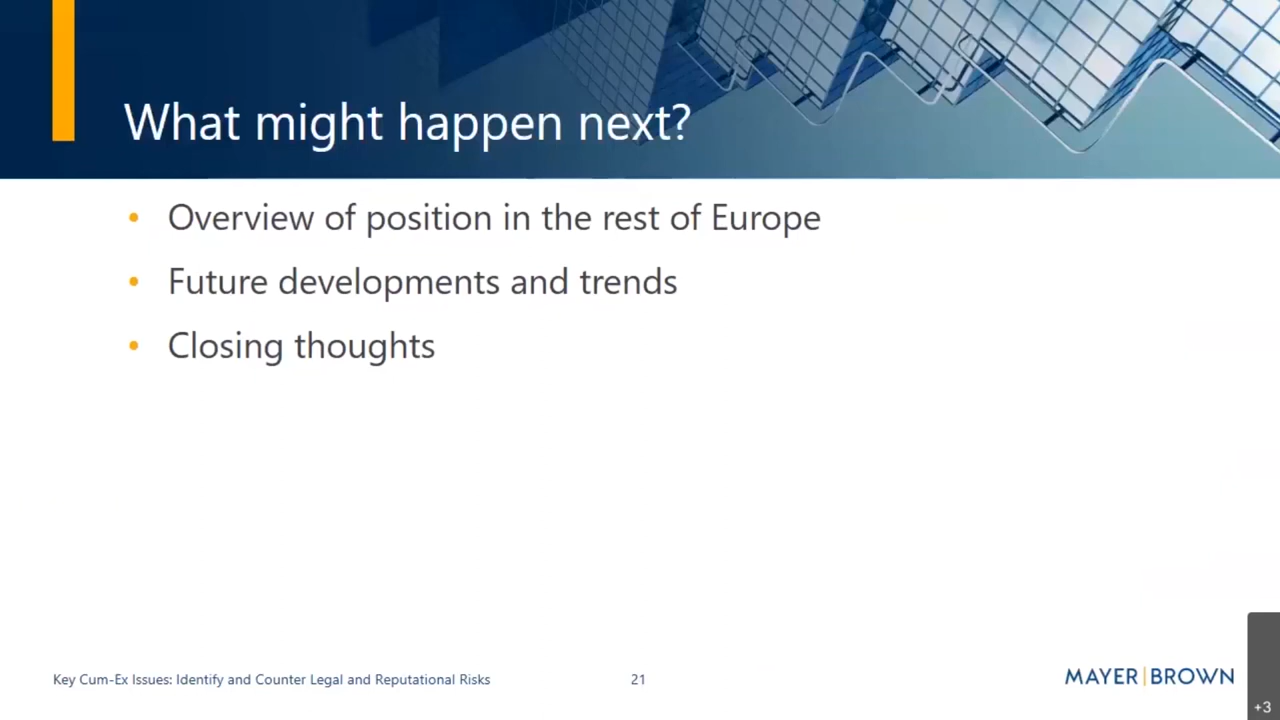 What might happen next?
• Overview of position in the rest of Europe
• Future developments and trends
• Closing thoughts
Key Cum-Ex Issues: Identify and Counter Legal and Reputational Risks
21
MAYER|BROWN
+3